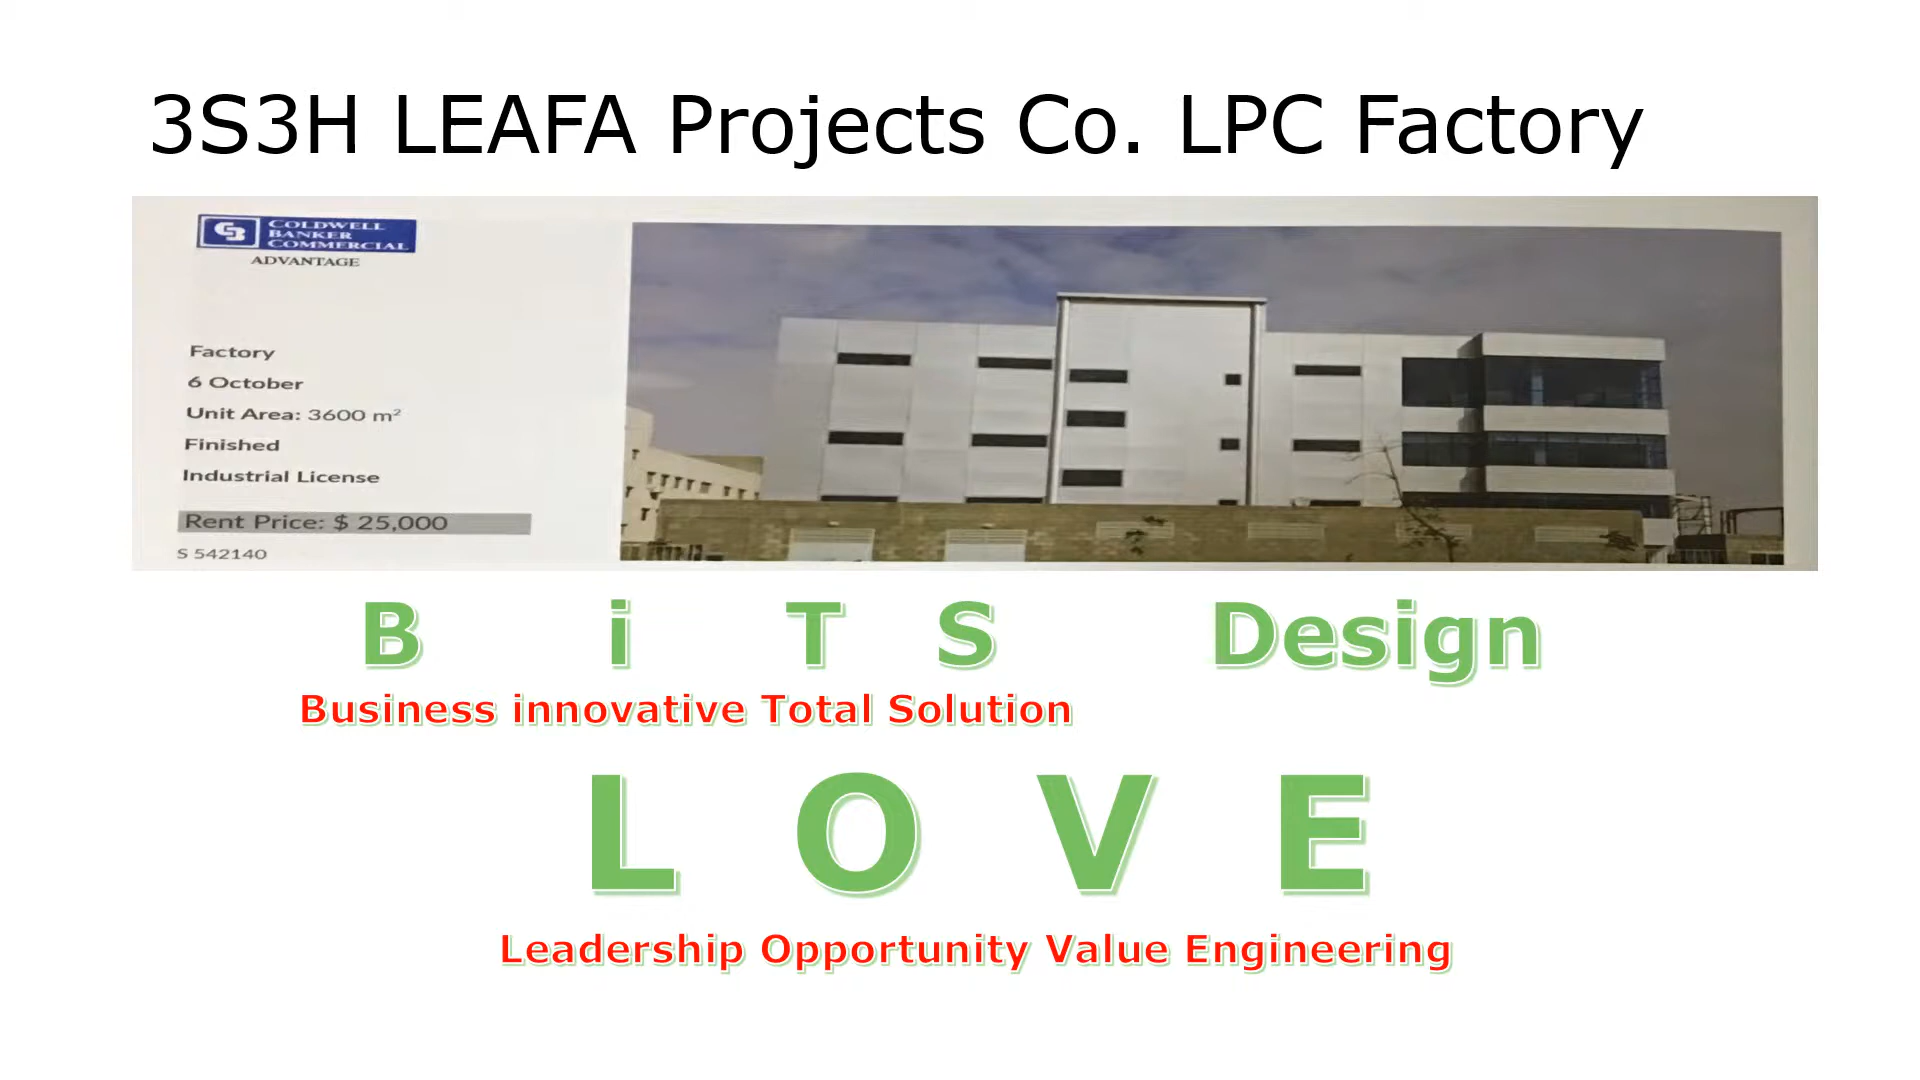 3S3H LEAFA Projects Co. LPC Factory
COLDWELL
BANKER
COMMERCIAL
ADVANTAGE
Factory
6 October
Unit Area: 3600 m²
Finished
Industrial License
Rent Price: $ 25,000
S 542140
B i T S Design
Business innovative Total Solution
L O V E
Leadership Opportunity Value Engineering